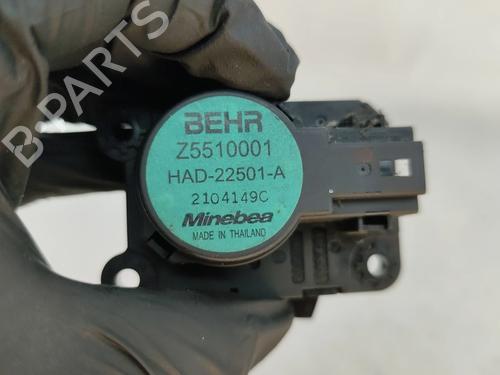 BEHR
Z5510001
HAD-22501-A
2104149C
Minebea
MADE IN THAILAND
B-PARTS